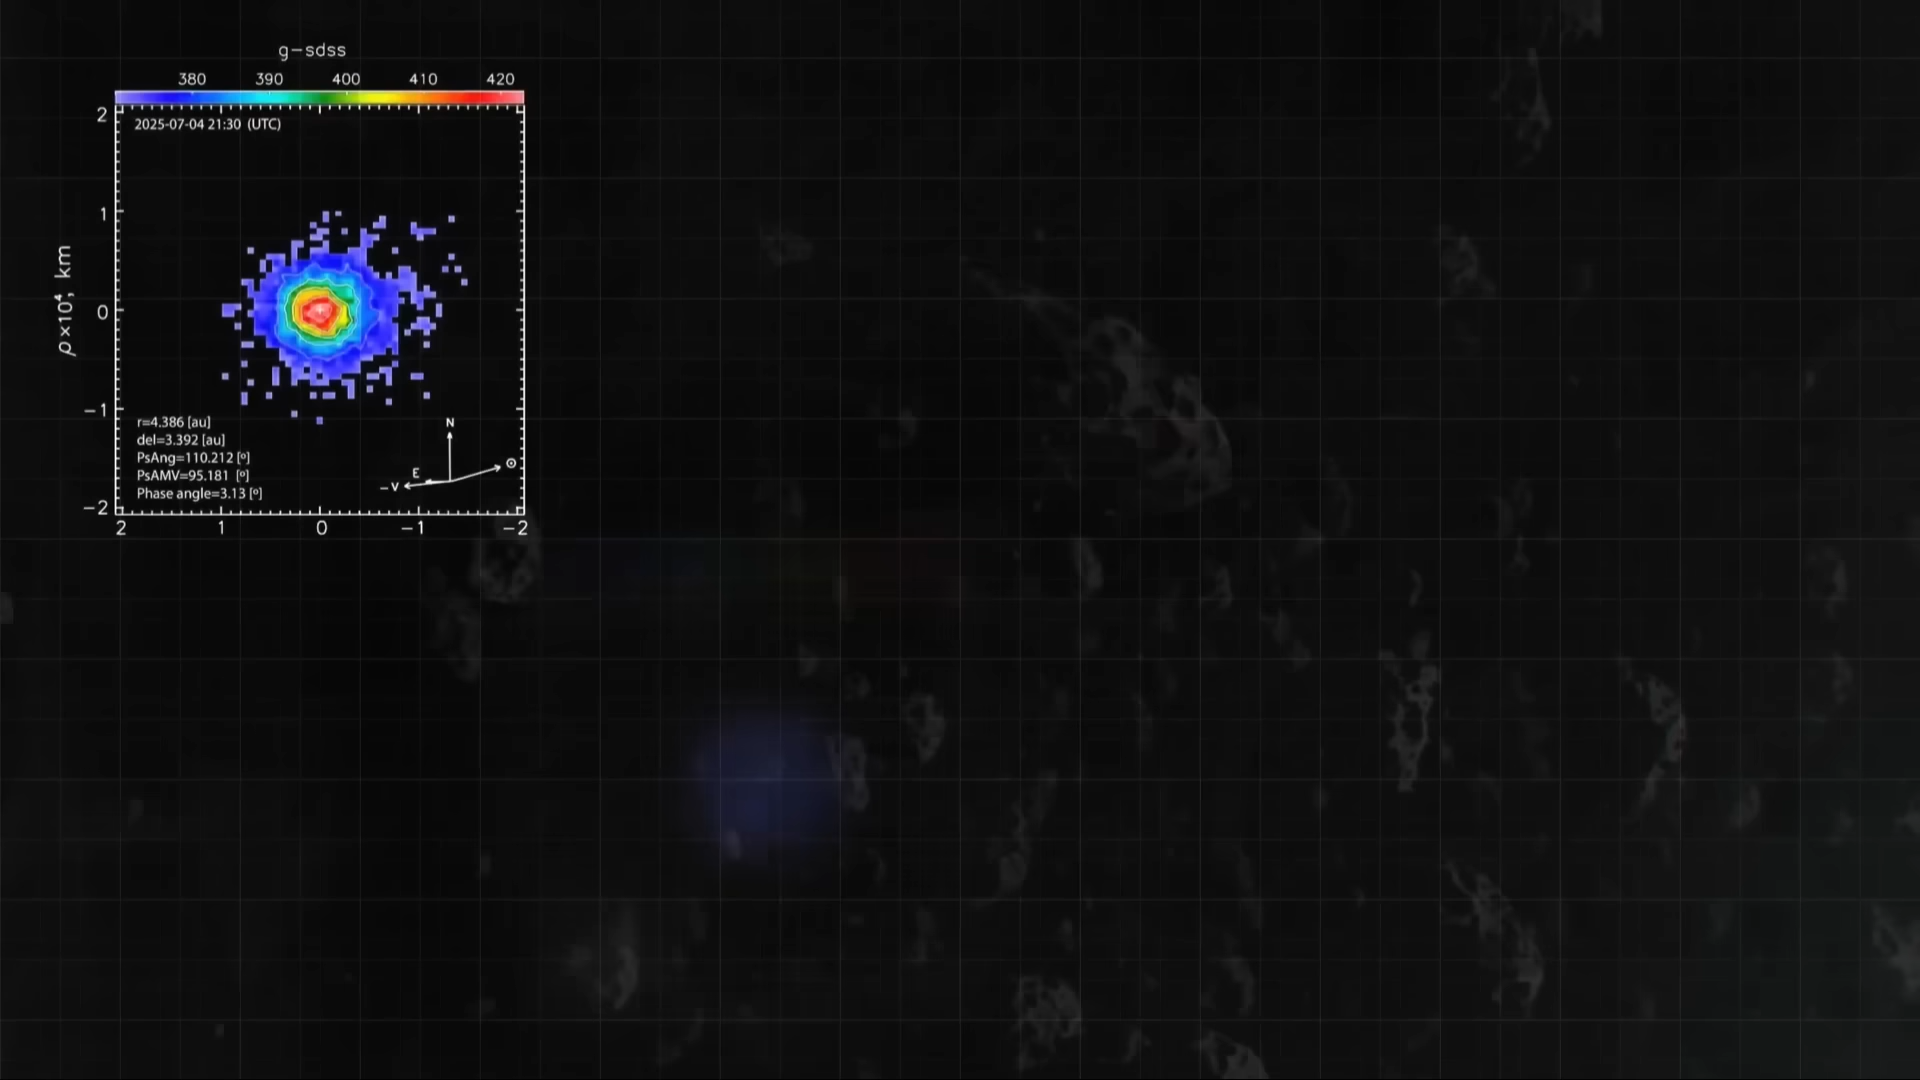 g-sdss
380 390 400 410 420
2025-07-04 21:30 (UTC)
2
1
0
-1
-2
ρ×10⁴, km
r=4.386 [au]
del=3.392 [au]
PsAng=110.212 [º]
PsAMV=95.181 [º]
Phase angle=3.13 [º]
N
E
-V
⊙
2 1 0 -1 -2